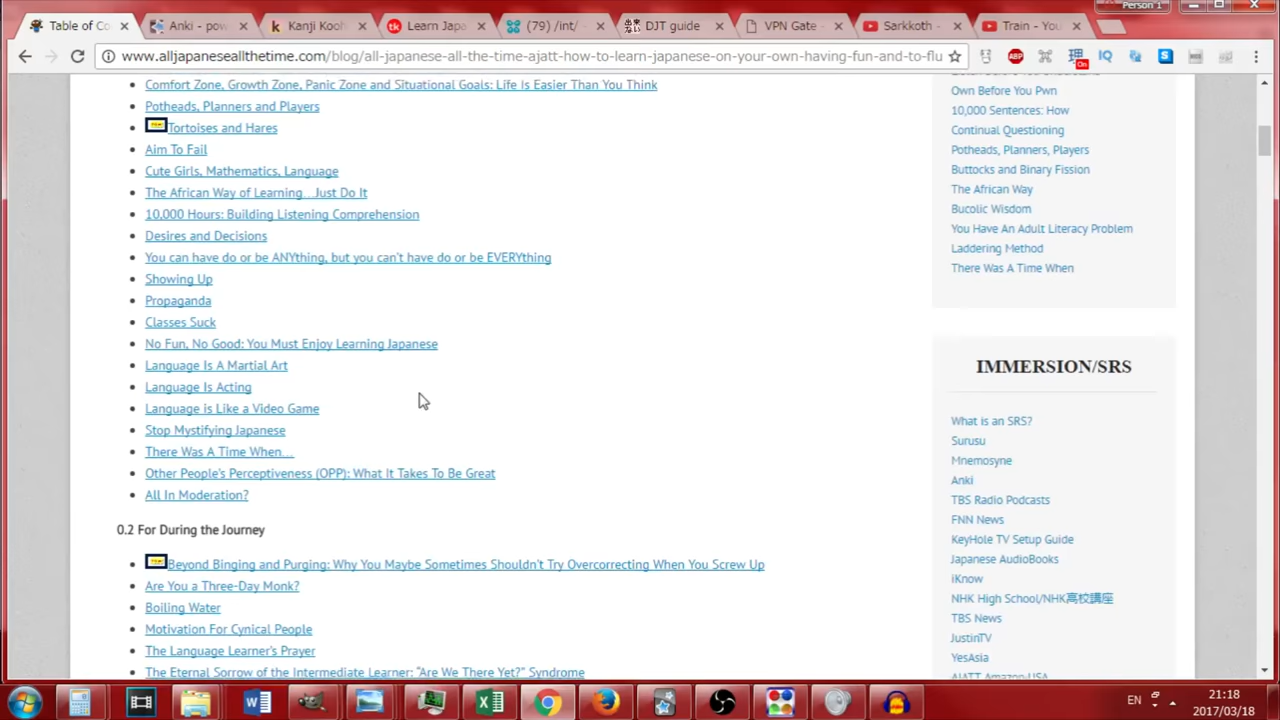 Person 1
Table of Co
Anki - pow
Kanji Kooh
Learn Japa
(79) /int/ -
DJT guide
VPN Gate -
Sarkkoth -
Train - You
www.alljapaneseallthetime.com/blog/all-japanese-all-the-time-ajatt-how-to-learn-japanese-on-your-own-having-fun-and-to-flu
Comfort Zone, Growth Zone, Panic Zone and Situational Goals: Life is Easier Than You Think
Potheads, Planners and Players
Tortoises and Hares
Aim To Fail
Cute Girls, Mathematics, Language
The African Way of Learning...Just Do It
10,000 Hours: Building Listening Comprehension
Desires and Decisions
You can have do or be ANYthing, but you can't have do or be EVERYthing
Showing Up
Propaganda
Classes Suck
No Fun, No Good: You Must Enjoy Learning Japanese
Language Is A Martial Art
Language Is Acting
Language is Like a Video Game
Stop Mystifying Japanese
There Was A Time When...
Other People's Perceptiveness (OPP): What It Takes To Be Great
All In Moderation?
0.2 For During the Journey
Beyond Binging and Purging: Why You Maybe Sometimes Shouldn't Try Overcorrecting When You Screw Up
Are You a Three-Day Monk?
Boiling Water
Motivation For Cynical People
The Language Learner's Prayer
The Eternal Sorrow of the Intermediate Learner: "Are We There Yet?" Syndrome
Own Before You Pwn
10,000 Sentences: How
Continual Questioning
Potheads, Planners, Players
Buttocks and Binary Fission
The African Way
Bucolic Wisdom
You Have An Adult Literacy Problem
Laddering Method
There Was A Time When
IMMERSION/SRS
What is an SRS?
Surusu
Mnemosyne
Anki
TBS Radio Podcasts
FNN News
KeyHole TV Setup Guide
Japanese AudioBooks
iKnow
NHK High School/NHK高校講座
TBS News
JustinTV
YesAsia
AJATT Amazon-USA
EN
21:18
2017/03/18